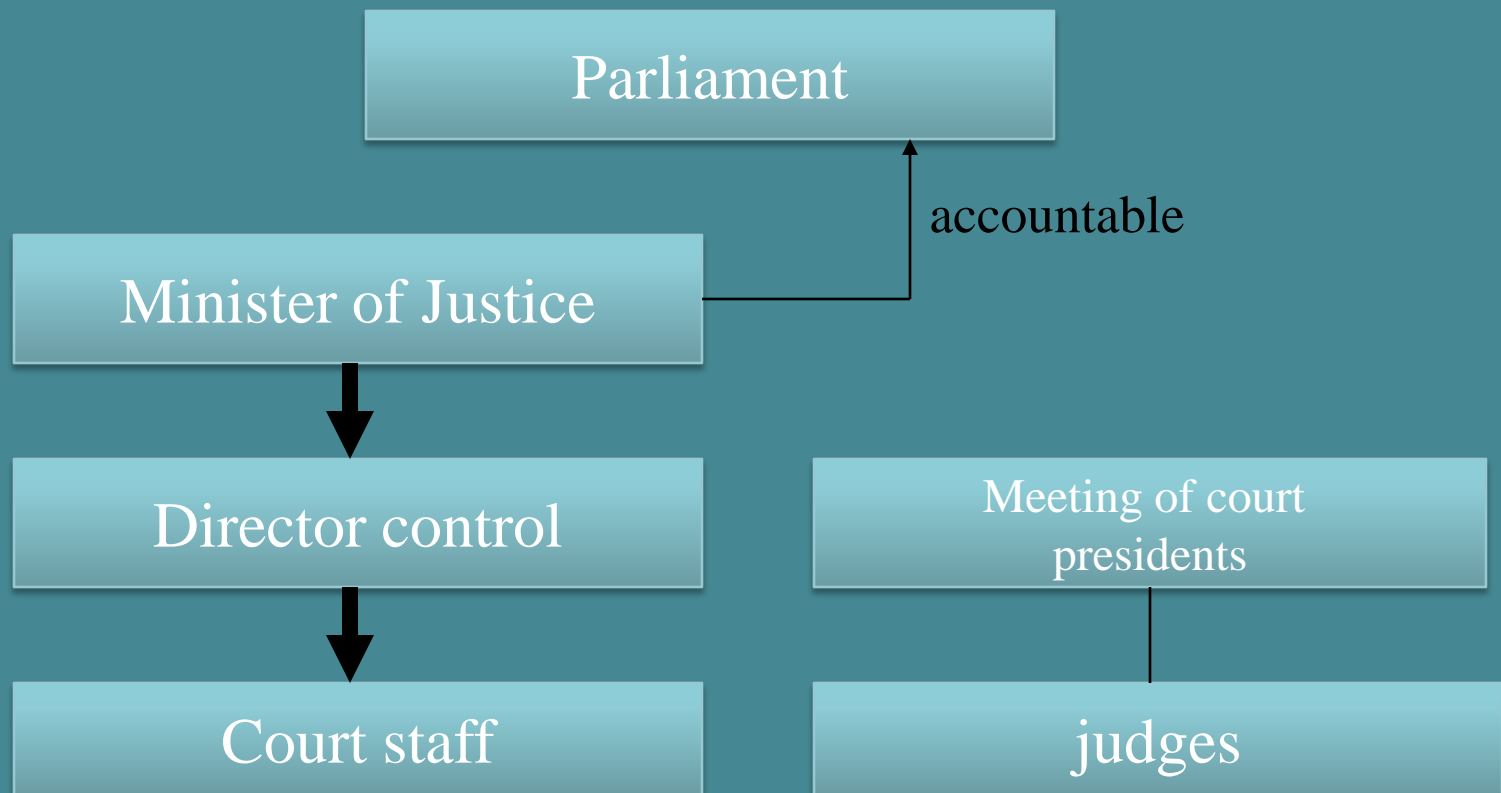 Parliament
accountable
Minister of Justice
Director control
Meeting of court
presidents
Court staff
judges